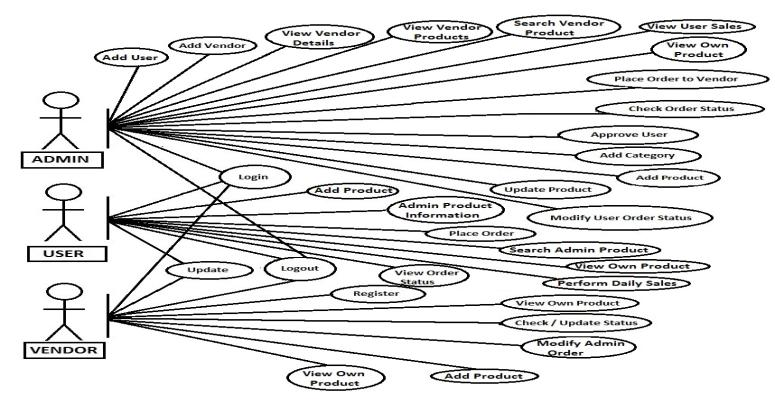 Add User
Add Vendor
View Vendor
Details
View Vendor
Products
Search Vendor
Product
View User Sales
View Own
Product
Place Order to Vendor
Check Order Status
Approve User
Add Category
Add Product
Update Product
Modify User Order Status
ADMIN
Login
Add Product
Admin Product
Information
Place Order
Search Admin Product
View Own Product
Perform Daily Sales
USER
Update
Logout
View Order
Status
Register
View Own Product
Check / Update Status
Modify Admin
Order
VENDOR
View Own
Product
Add Product